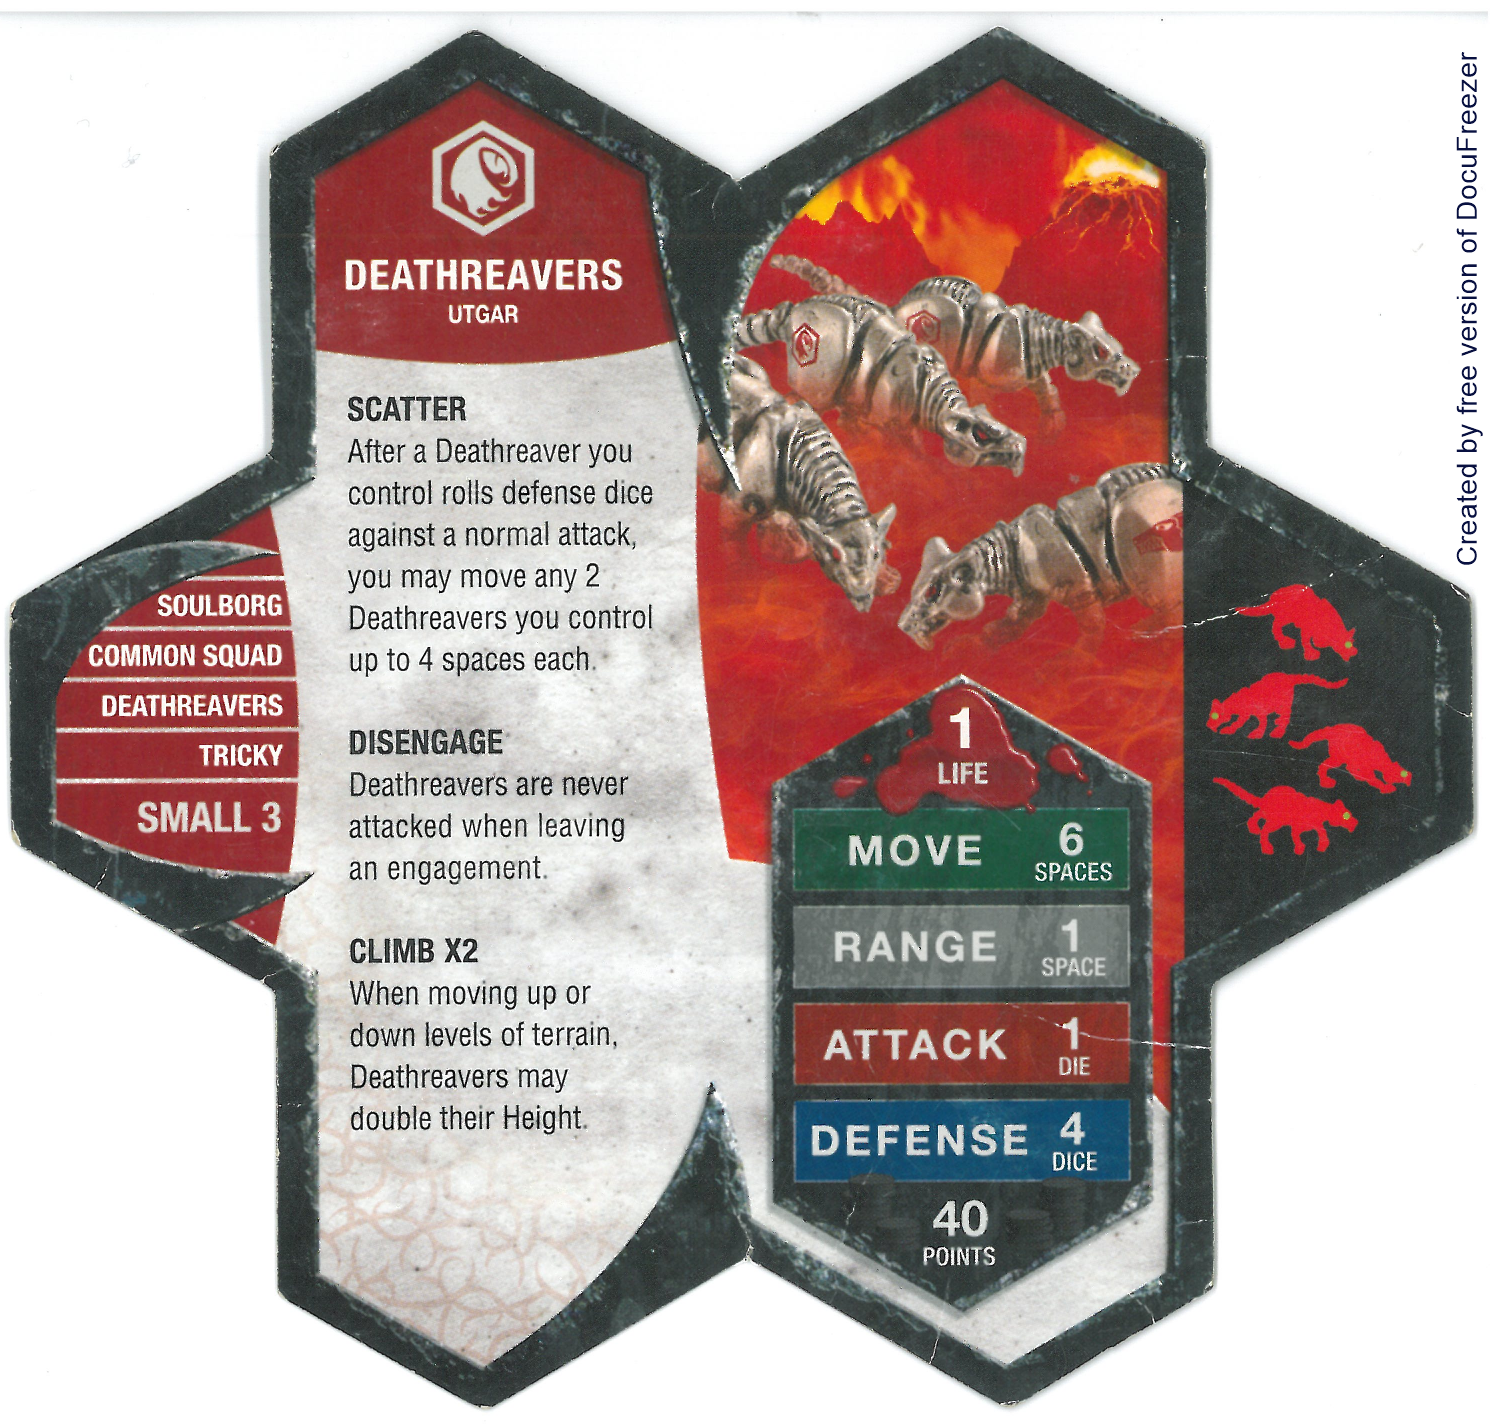 DEATHREAVERS
UTGAR
SCATTER
After a Deathreaver you
control rolls defense dice
against a normal attack,
you may move any 2
Deathreavers you control
up to 4 spaces each.
DISENGAGE
Deathreavers are never
attacked when leaving
an engagement.
CLIMB X2
When moving up or
down levels of terrain,
Deathreavers may
double their Height.
SOULBORG
COMMON SQUAD
DEATHREAVERS
TRICKY
SMALL 3
1
LIFE
MOVE 6
SPACES
RANGE 1
SPACE
ATTACK 1
DIE
DEFENSE 4
DICE
40
POINTS
Created by free version of DocuFreezer